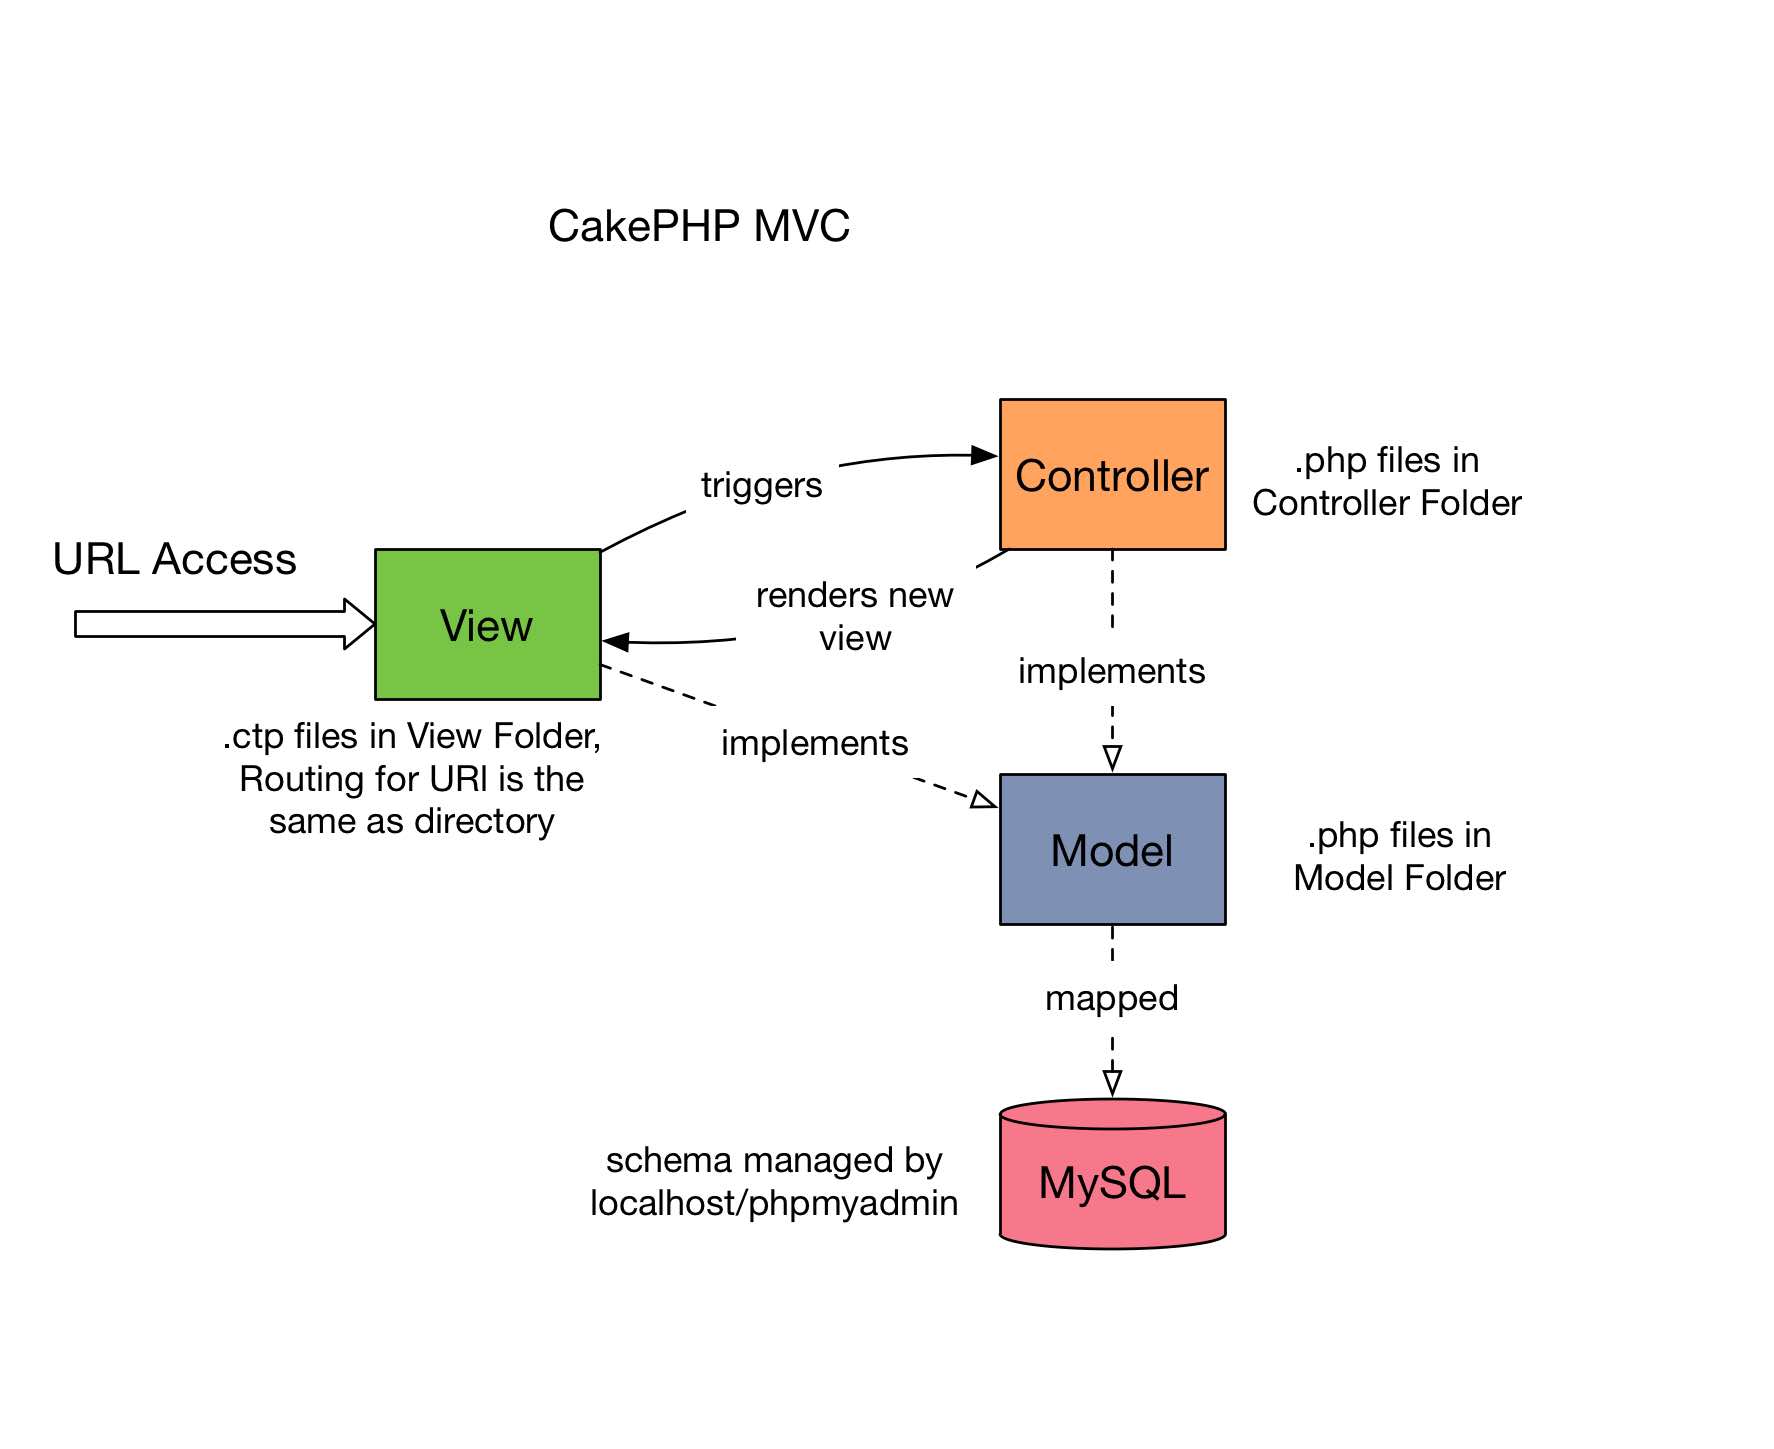 CakePHP MVC
triggers
Controller
.php files in
Controller Folder
URL Access
View
renders new
view
implements
.ctp files in View Folder,
Routing for URl is the
same as directory
implements
Model
.php files in
Model Folder
mapped
schema managed by
localhost/phpmyadmin
MySQL